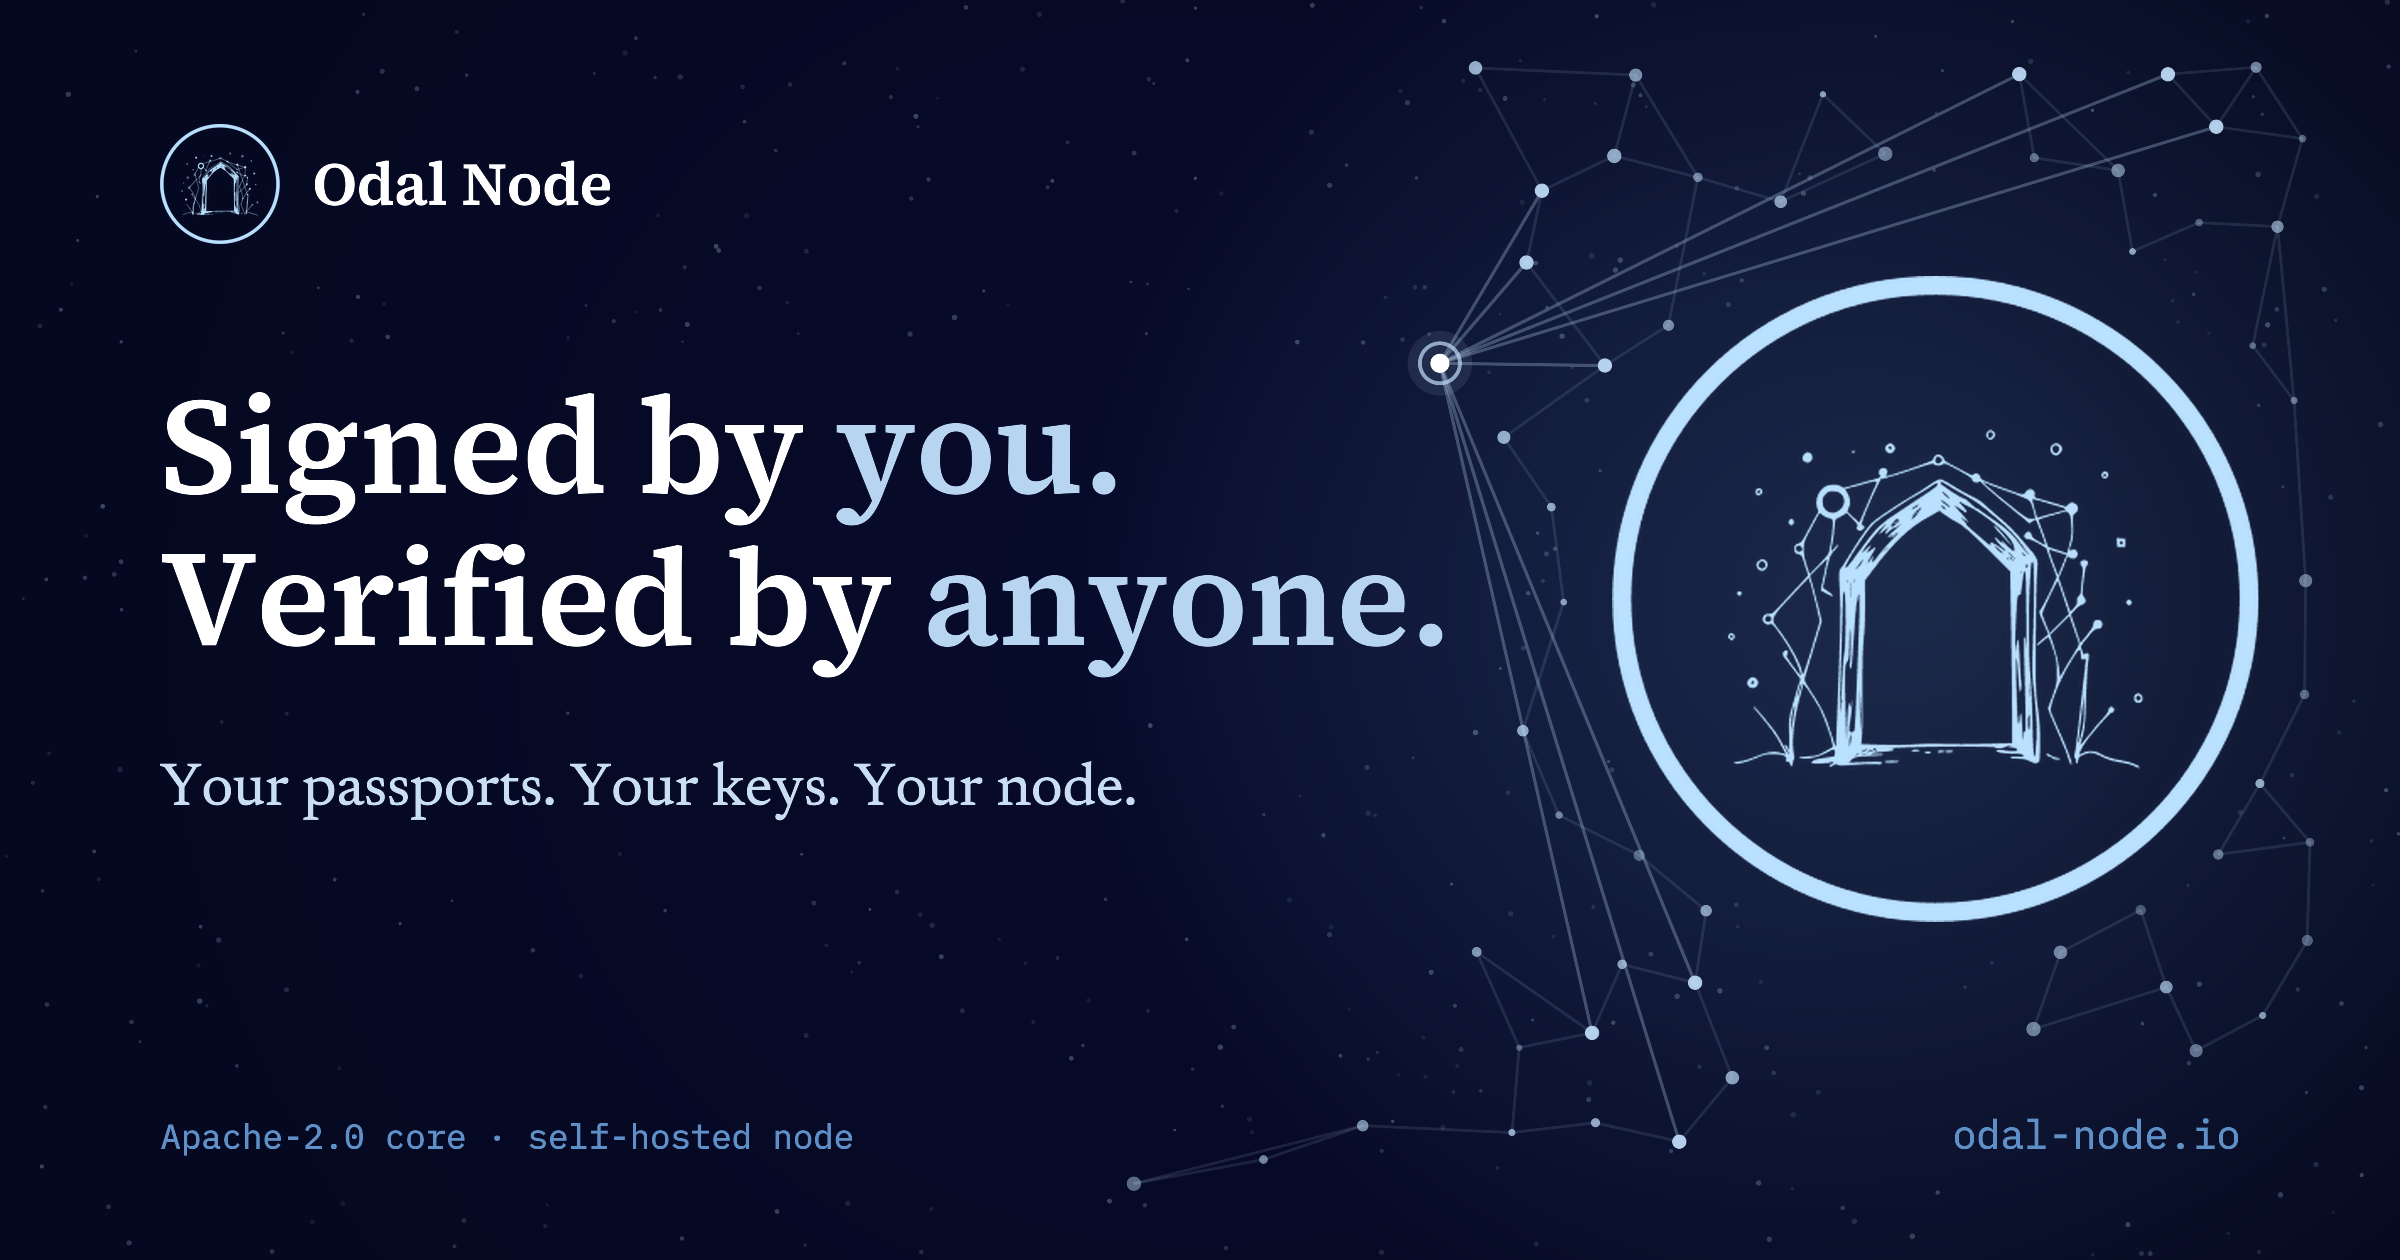 Odal Node
Signed by you.
Verified by anyone.
Your passports. Your keys. Your node.
Apache-2.0 core · self-hosted node
odal-node.io